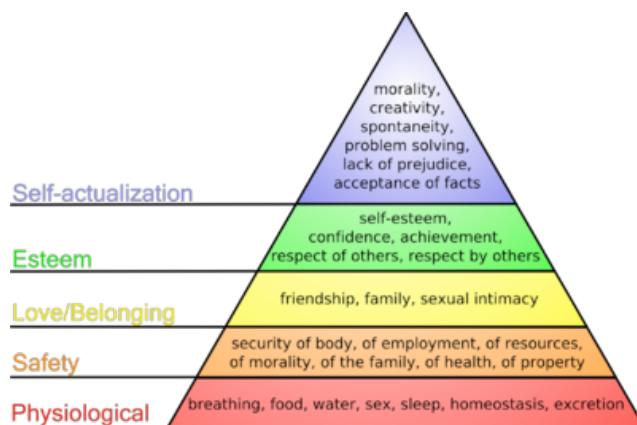 morality,
creativity,
spontaneity,
problem solving,
lack of prejudice,
acceptance of facts
Self-actualization
self-esteem,
confidence, achievement,
respect of others, respect by others
Esteem
friendship, family, sexual intimacy
Love/Belonging
security of body, of employment, of resources,
of morality, of the family, of health, of property
Safety
breathing, food, water, sex, sleep, homeostasis, excretion
Physiological